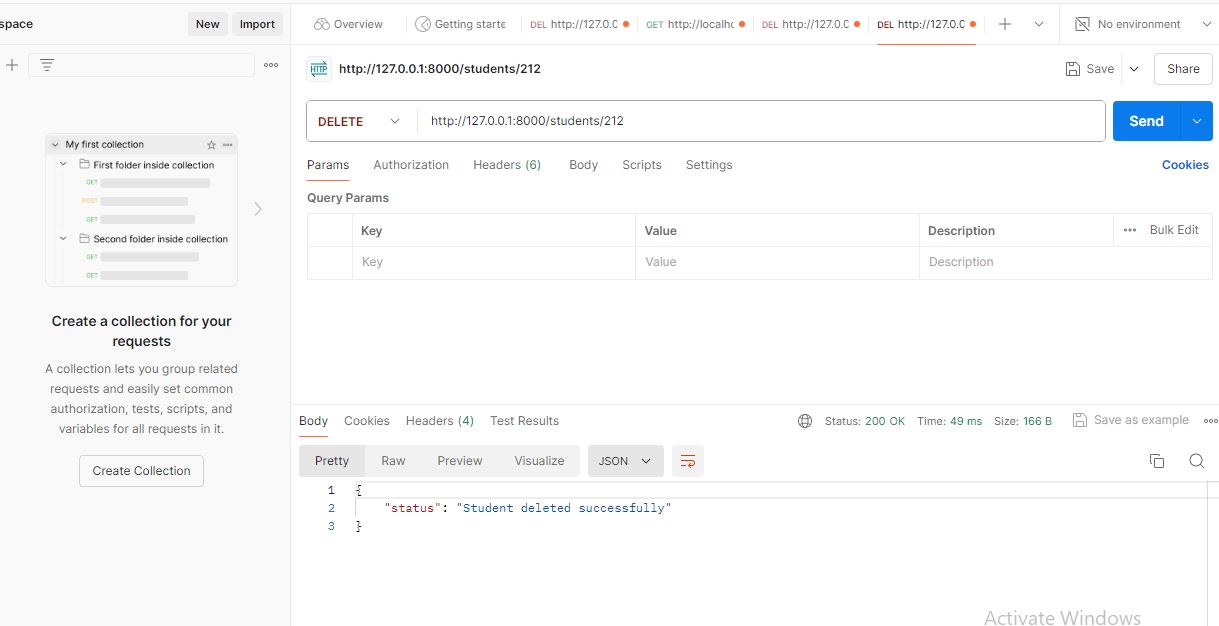 space New Import
Overview Getting starte DEL http://127.0.0 GET http://localho DEL http://127.0.0 DEL http://127.0.0 No environment
HTTP http://127.0.0.1:8000/students/212 Save Share
DELETE http://127.0.0.1:8000/students/212 Send
Params Authorization Headers (6) Body Scripts Settings Cookies
Query Params
Key Value Description Bulk Edit
Key Value Description
My first collection
First folder inside collection
GET
POST
GET
Second folder inside collection
GET
GET
Create a collection for your
requests
A collection lets you group related
requests and easily set common
authorization, tests, scripts, and
variables for all requests in it.
Create Collection
Body Cookies Headers (4) Test Results Status: 200 OK Time: 49 ms Size: 166 B Save as example
Pretty Raw Preview Visualize JSON
1 {
2 "status": "Student deleted successfully"
3 }
Activate Windows